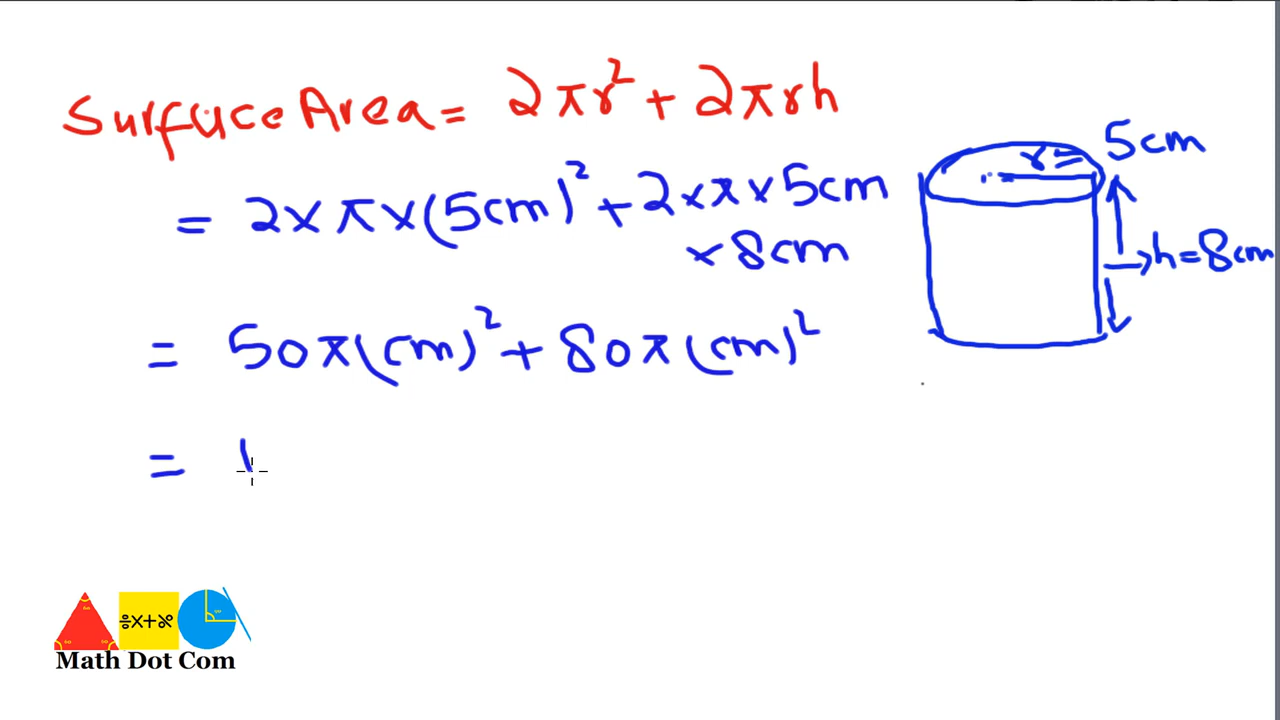 Surface Area = 2πr² + 2πrh
= 2×π×(5cm)² + 2×π×5cm
×8cm
r = 5cm
h=8cm
= 50π(cm)² + 80π(cm)²
=
÷×+%
Math Dot Com